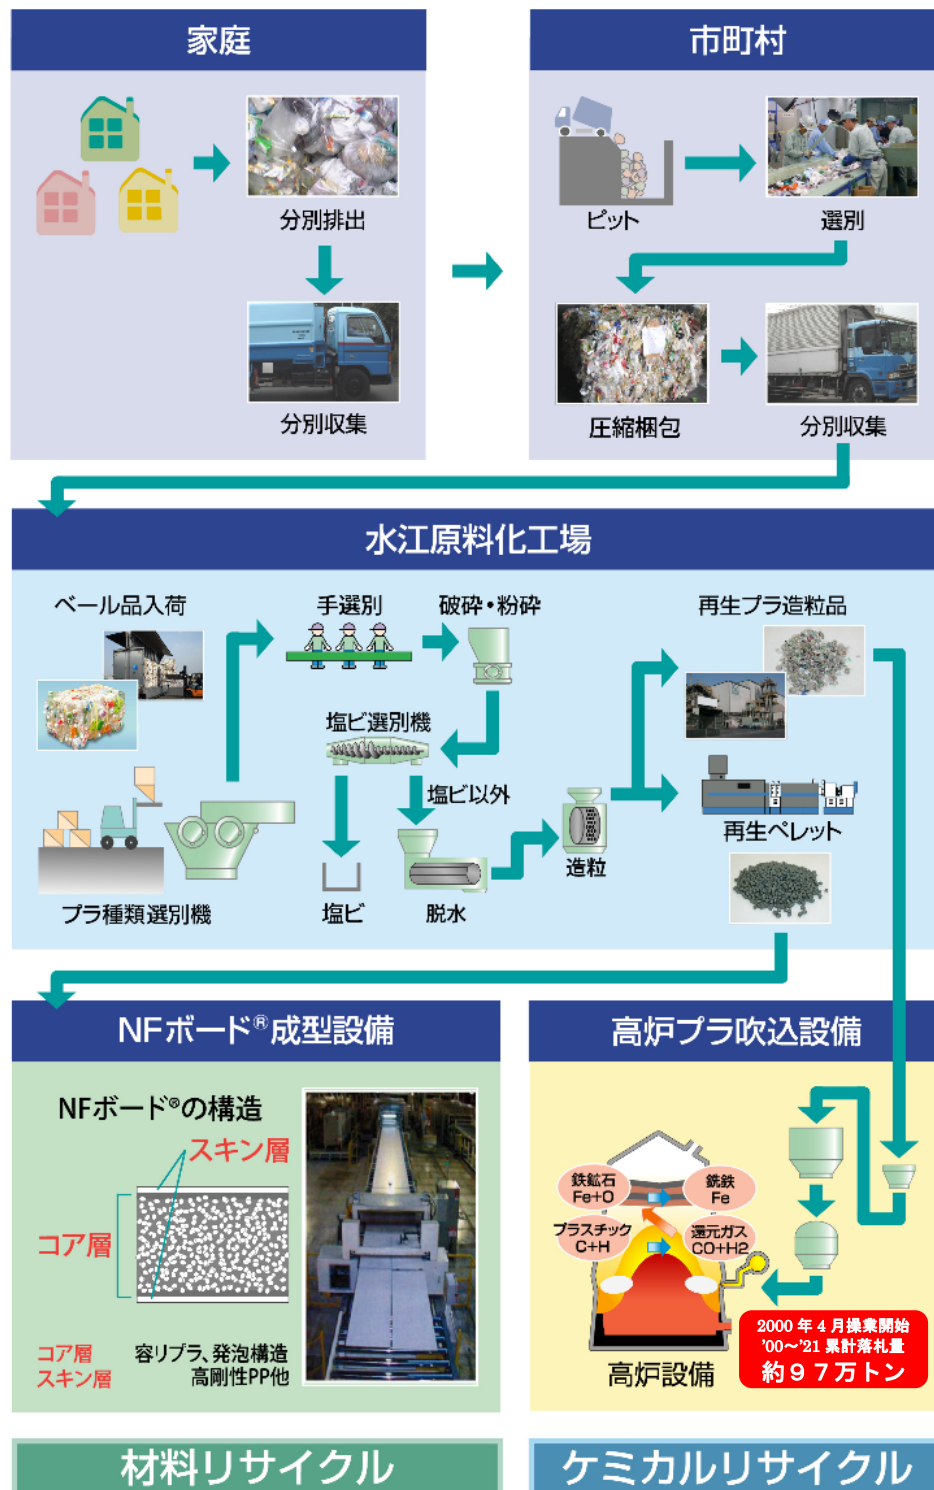 家庭
分別排出
分別収集
市町村
ピット
選別
圧縮梱包
分別収集
水江原料化工場
ベール品入荷
手選別
破砕・粉砕
再生プラ造粒品
塩ビ選別機
塩ビ以外
再生ペレット
造粒
プラ種類選別機
塩ビ
脱水
NFボード®成型設備
NFボード®の構造
スキン層
コア層
コア層 容リプラ、発泡構造
スキン層 高剛性PP他
高炉プラ吹込設備
鉄鉱石
Fe+O
銑鉄
Fe
プラスチック
C+H
還元ガス
CO+H2
高炉設備
2000年4月操業開始
’00~’21累計落札量
約97万トン
材料リサイクル
ケミカルリサイクル